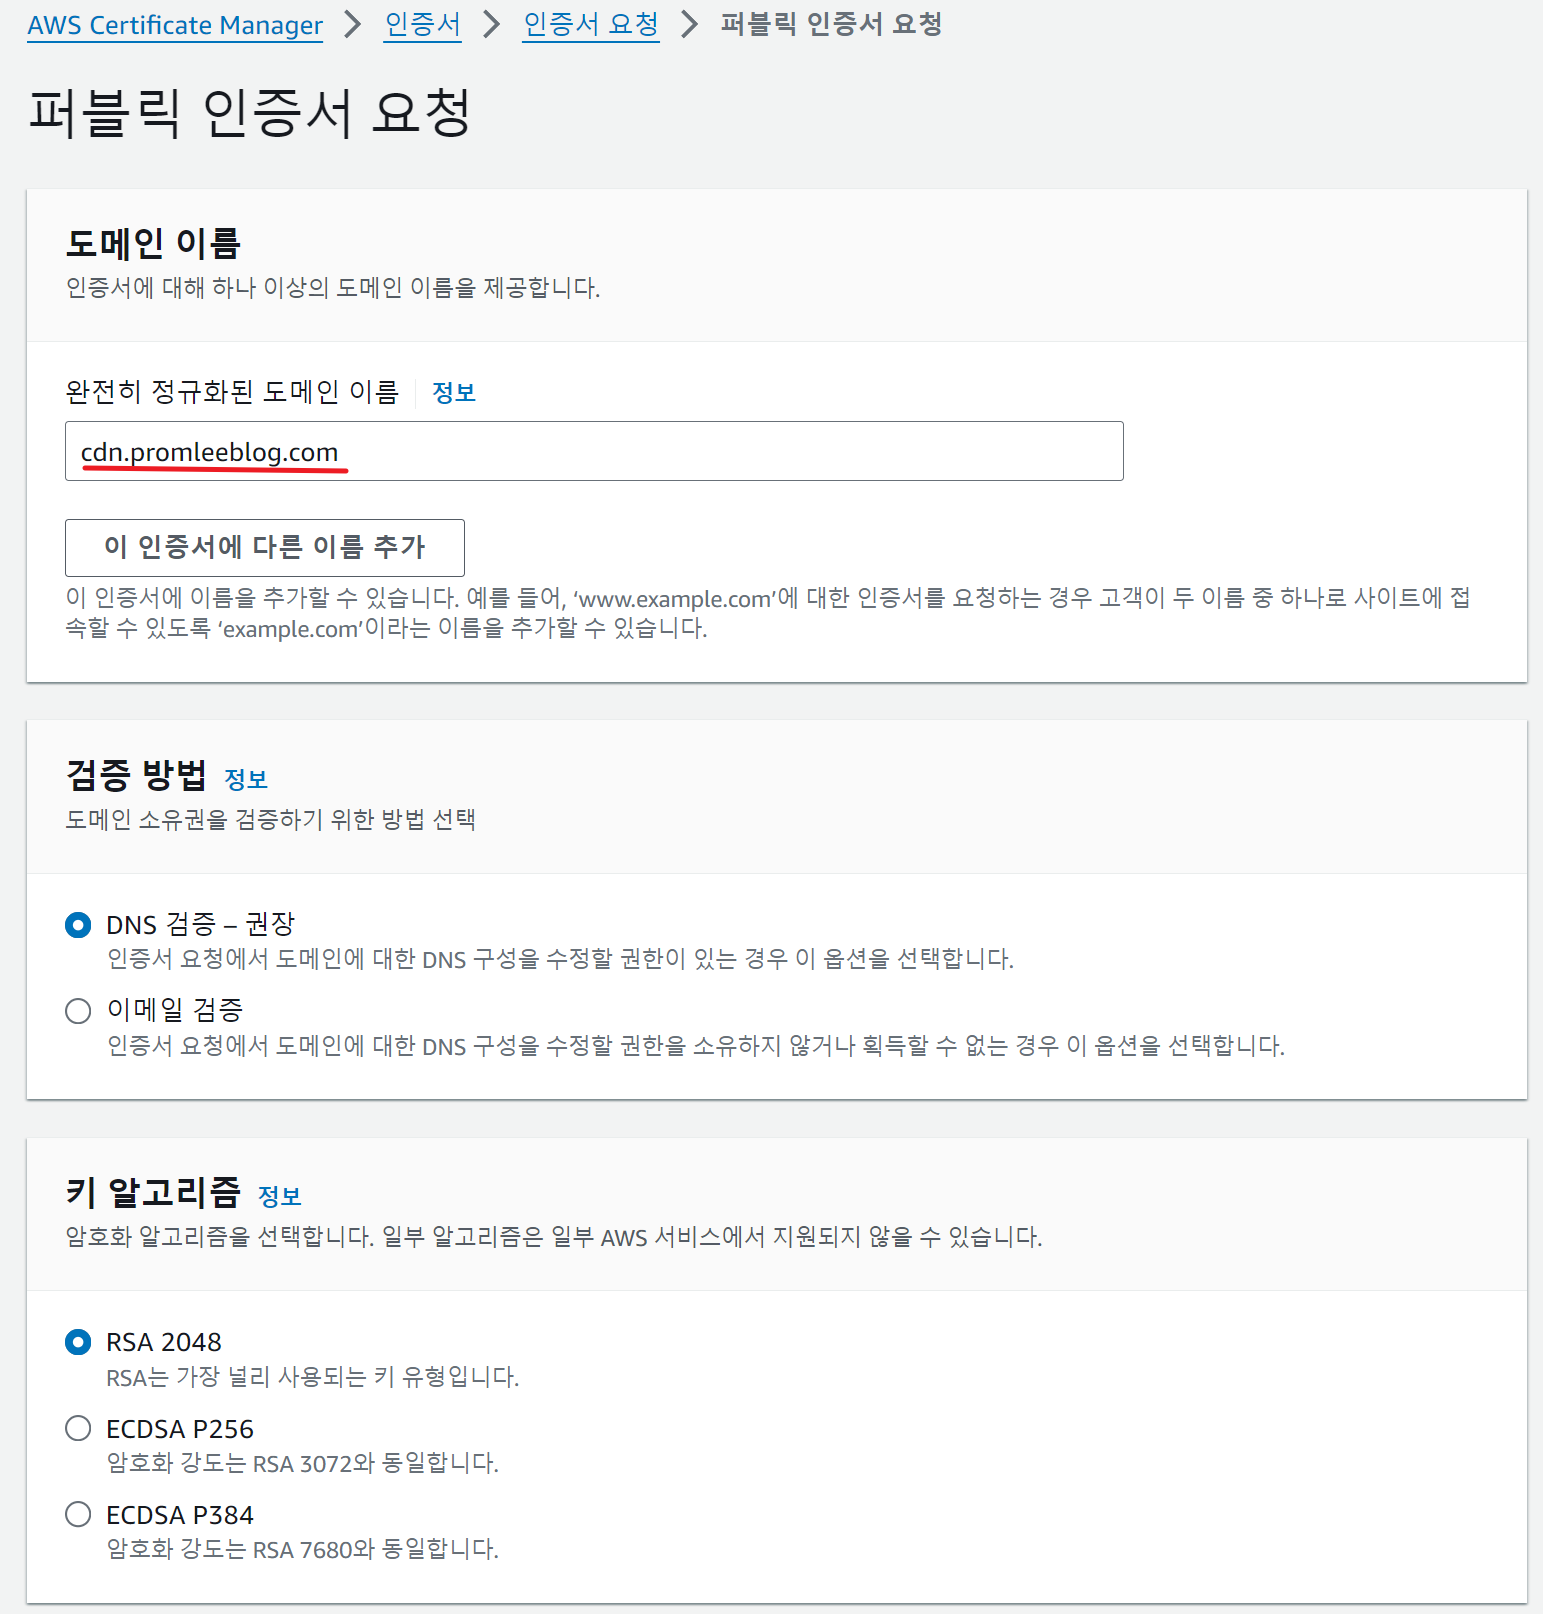 AWS Certificate Manager > 인증서 > 인증서 요청 > 퍼블릭 인증서 요청
퍼블릭 인증서 요청
도메인 이름
인증서에 대해 하나 이상의 도메인 이름을 제공합니다.
완전히 정규화된 도메인 이름 정보
cdn.promleeblog.com
이 인증서에 다른 이름 추가
이 인증서에 이름을 추가할 수 있습니다. 예를 들어, ‘www.example.com’에 대한 인증서를 요청하는 경우 고객이 두 이름 중 하나로 사이트에 접
속할 수 있도록 ‘example.com’이라는 이름을 추가할 수 있습니다.
검증 방법 정보
도메인 소유권을 검증하기 위한 방법 선택
DNS 검증 – 권장
인증서 요청에서 도메인에 대한 DNS 구성을 수정할 권한이 있는 경우 이 옵션을 선택합니다.
이메일 검증
인증서 요청에서 도메인에 대한 DNS 구성을 수정할 권한을 소유하지 않거나 획득할 수 없는 경우 이 옵션을 선택합니다.
키 알고리즘 정보
암호화 알고리즘을 선택합니다. 일부 알고리즘은 일부 AWS 서비스에서 지원되지 않을 수 있습니다.
RSA 2048
RSA는 가장 널리 사용되는 키 유형입니다.
ECDSA P256
암호화 강도는 RSA 3072와 동일합니다.
ECDSA P384
암호화 강도는 RSA 7680와 동일합니다.